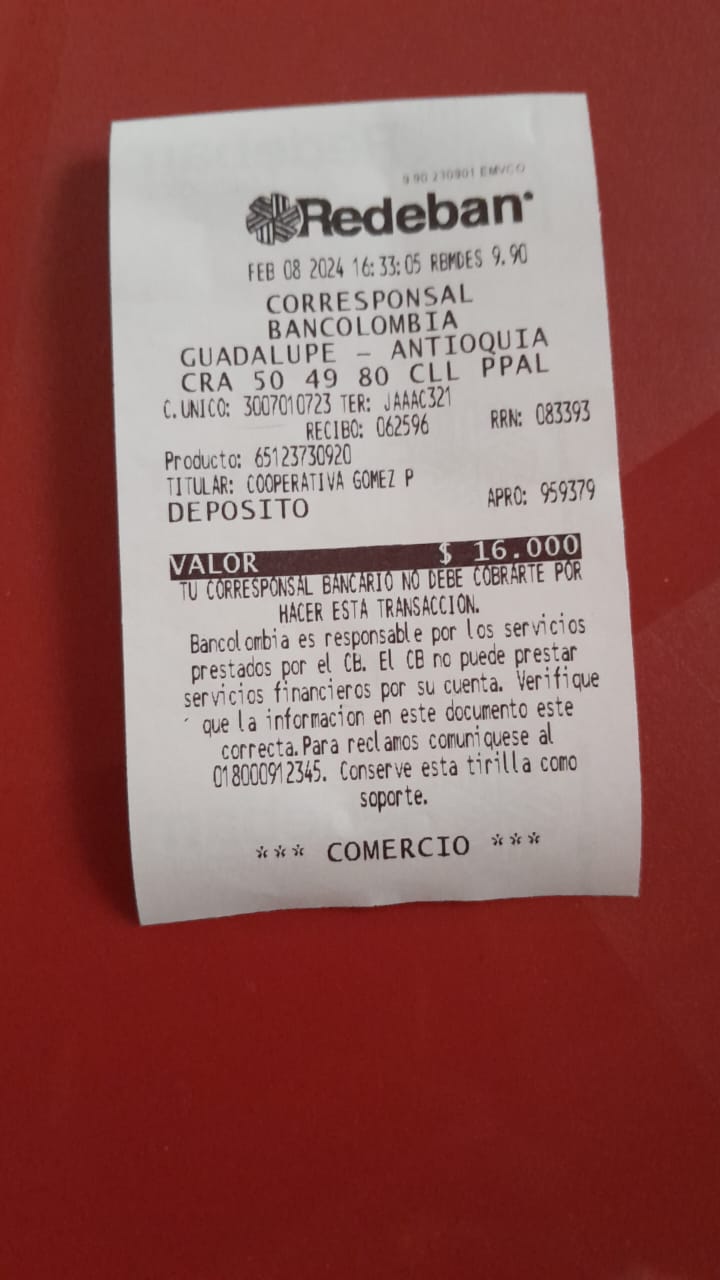 9.90 230901 EMVCO
Redeban
FEB 08 2024 16:33:05 RBMDES 9.90
CORRESPONSAL
BANCOLOMBIA
GUADALUPE - ANTIOQUIA
CRA 50 49 80 CLL PPAL
C.UNICO: 3007010723 TER: JAAAC321
RECIBO: 062596 RRN: 083393
Producto: 65123730920
TITULAR: COOPERATIVA GOMEZ P
DEPOSITO APRO: 959379
VALOR $ 16.000
TU CORRESPONSAL BANCARIO NO DEBE COBRARTE POR
HACER ESTA TRANSACCION.
Bancolombia es responsable por los servicios
prestados por el CB. El CB no puede prestar
servicios financieros por su cuenta. Verifique
que la informacion en este documento este
correcta.Para reclamos comuniquese al
018000912345. Conserve esta tirilla como
soporte.
*** COMERCIO ***